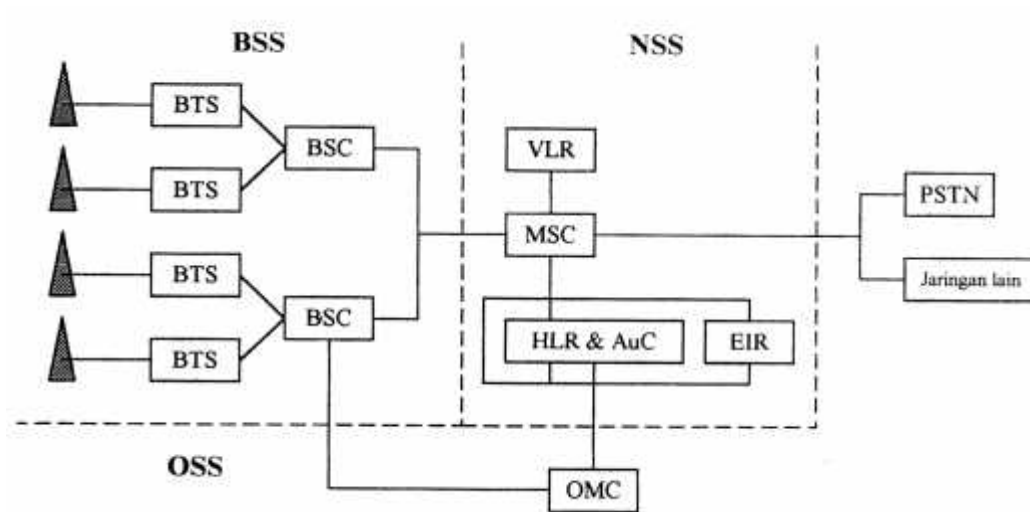 BSS
NSS
BTS
BSC
VLR
BTS
PSTN
MSC
BTS
Jaringan lain
BSC
HLR & AuC
EIR
BTS
OSS
OMC